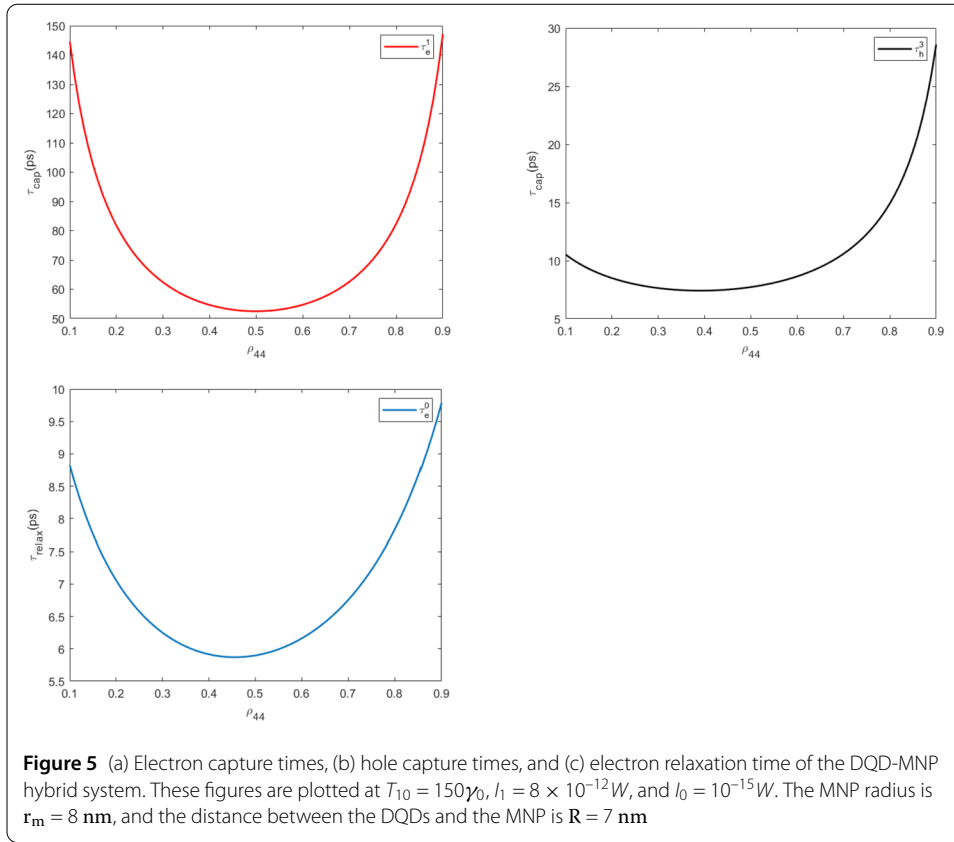 150
140
130
120
110
100
90
80
70
60
50
τcap(ps)
0.1 0.2 0.3 0.4 0.5 0.6 0.7 0.8 0.9
ρ44
τe1
30
25
20
15
10
5
τcap(ps)
0.1 0.2 0.3 0.4 0.5 0.6 0.7 0.8 0.9
ρ44
τh3
10
9.5
9
8.5
8
7.5
7
6.5
6
5.5
τrelax(ps)
0.1 0.2 0.3 0.4 0.5 0.6 0.7 0.8 0.9
ρ44
τe0
Figure 5 (a) Electron capture times, (b) hole capture times, and (c) electron relaxation time of the DQD-MNP
hybrid system. These figures are plotted at T₁₀ = 150γ₀, I₁ = 8 × 10⁻¹²W, and I₀ = 10⁻¹⁵W. The MNP radius is
rₘ = 8 nm, and the distance between the DQDs and the MNP is R = 7 nm